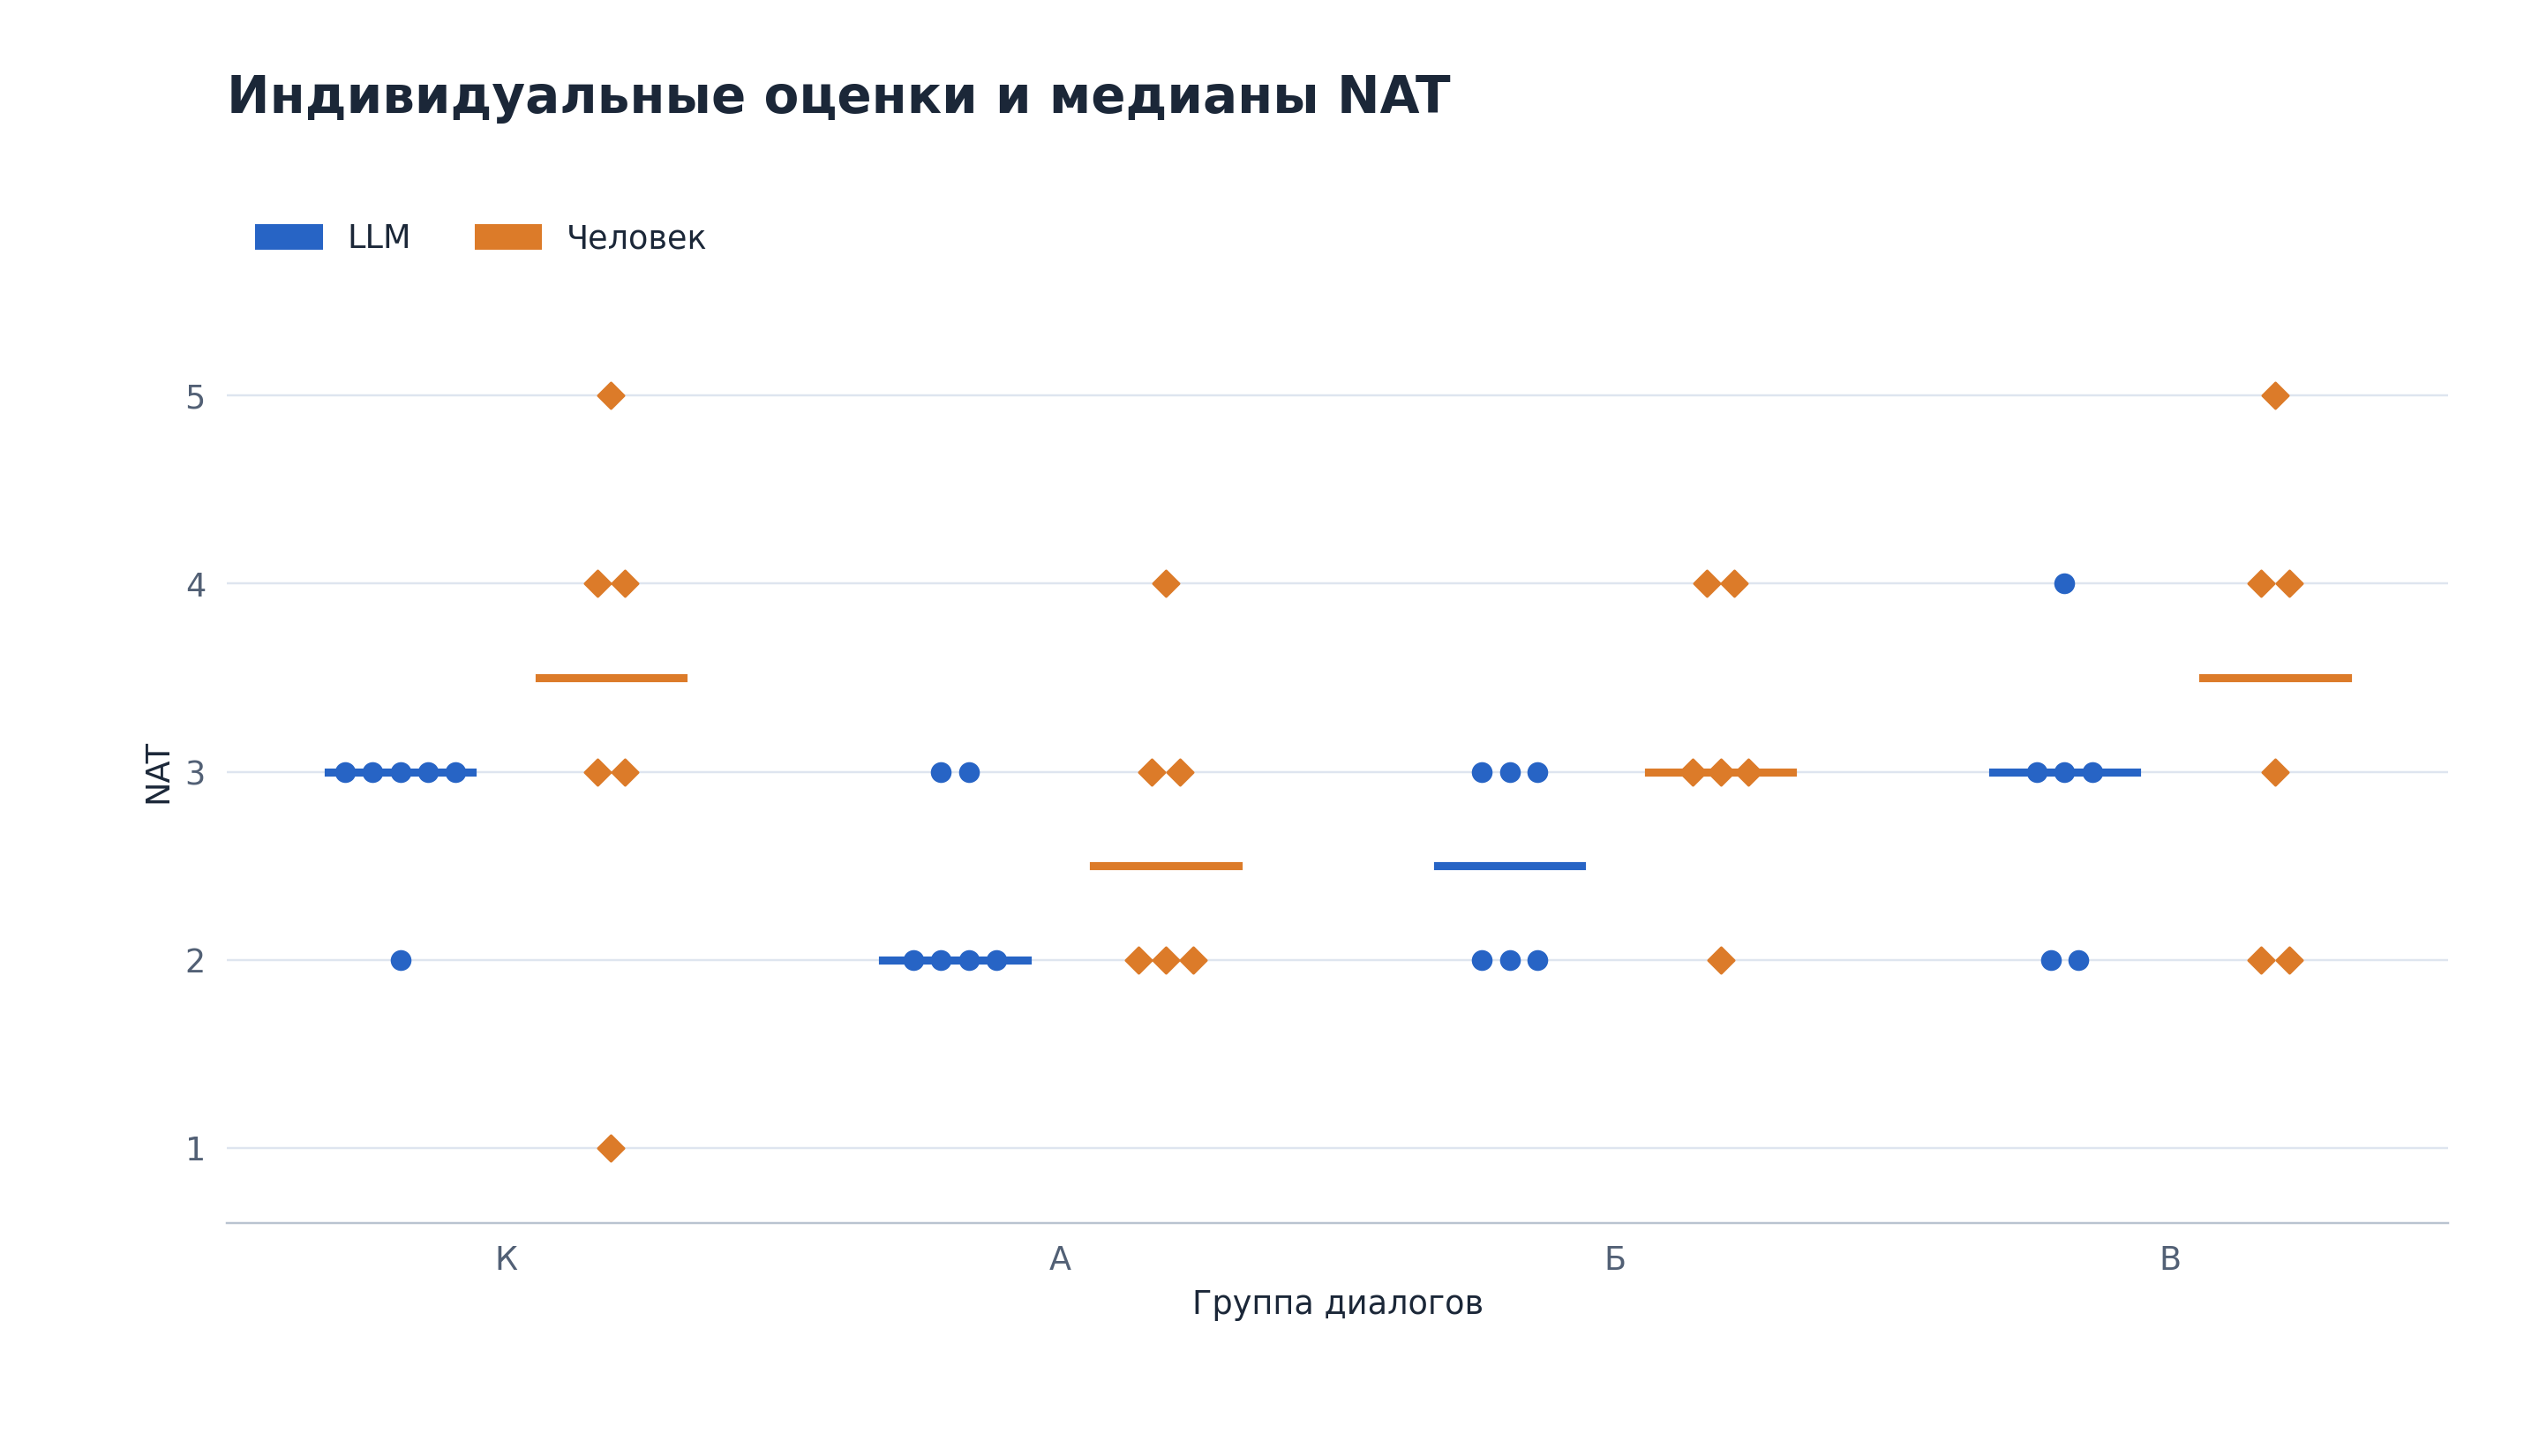 Индивидуальные оценки и медианы NAT
LLM Человек
5
4
3
2
1
NAT
К А Б В
Группа диалогов